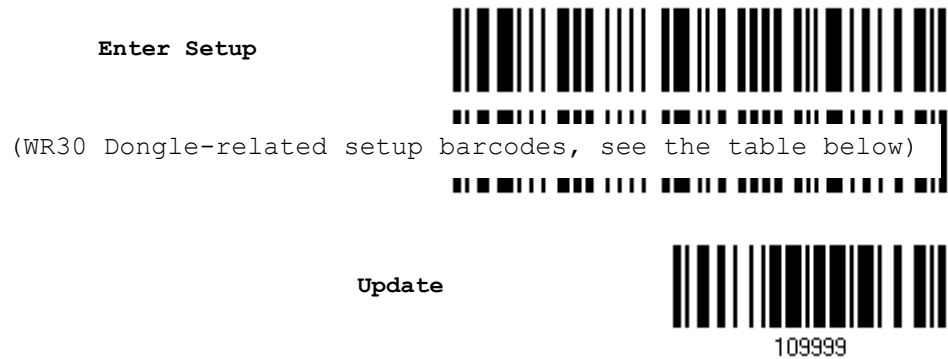 Enter Setup
(WR30 Dongle-related setup barcodes, see the table below)
Update
109999